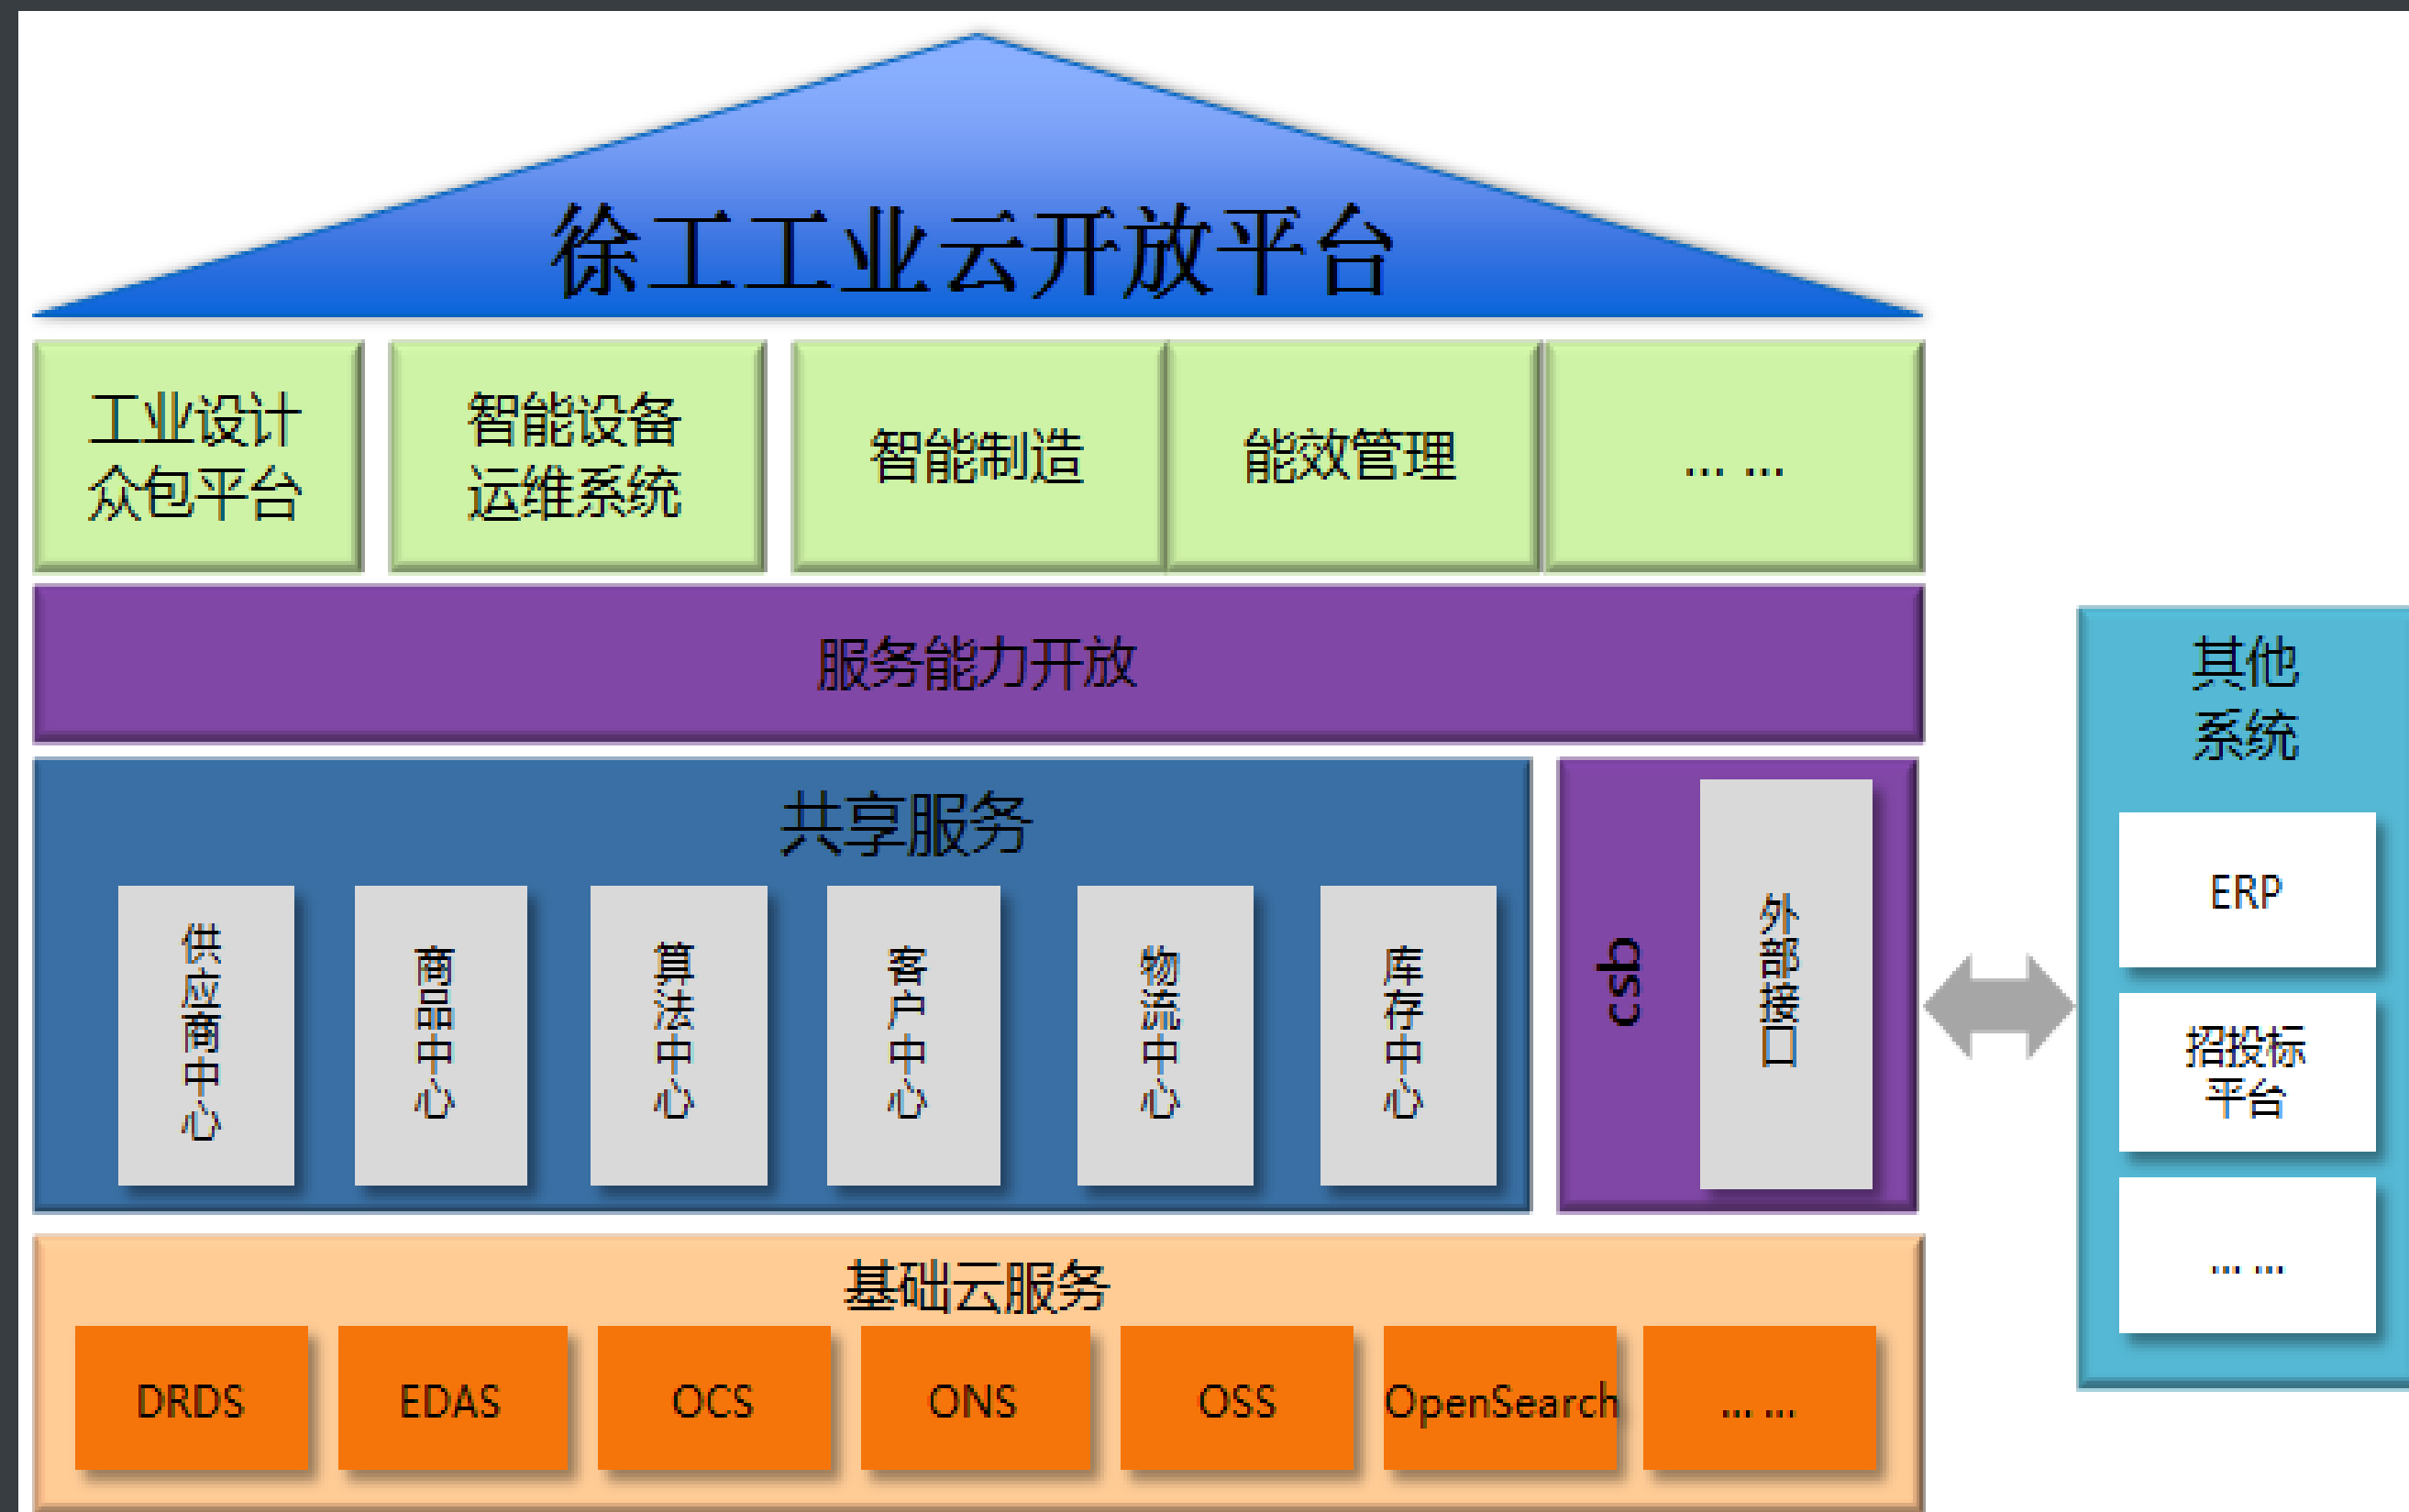 徐工工业云开放平台
工业设计
众包平台
智能设备
运维系统
智能制造
能效管理
... ...
服务能力开放
共享服务
供应商中心
商品中心
算法中心
客户中心
物流中心
库存中心
csb
外部接口
其他
系统
ERP
招投标
平台
... ...
基础云服务
DRDS
EDAS
OCS
ONS
OSS
OpenSearch
... ...